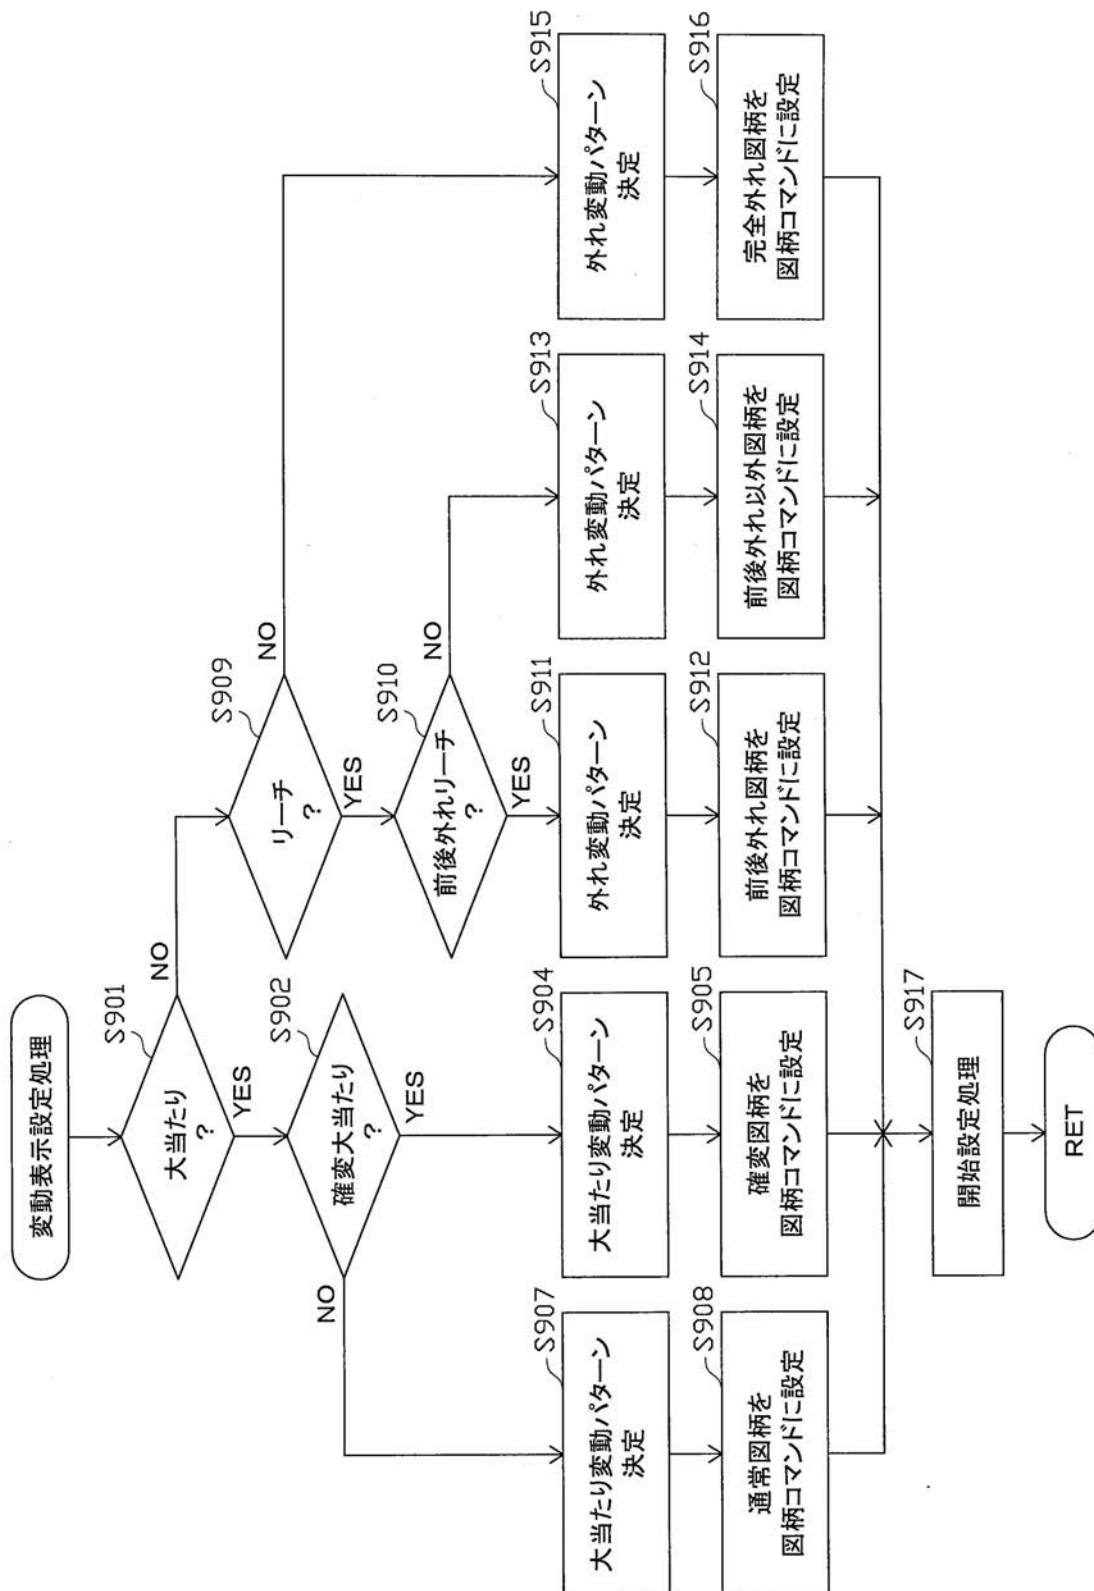 変動表示設定処理
S901
大当たり
?
NO
YES
S902
確変大当たり
?
NO
YES
S909
リーチ
?
NO
YES
S910
前後外れリーチ
?
NO
YES
S907
大当たり変動パターン
決定
S904
大当たり変動パターン
決定
S911
外れ変動パターン
決定
S913
外れ変動パターン
決定
S915
外れ変動パターン
決定
S908
通常図柄を
図柄コマンドに設定
S905
確変図柄を
図柄コマンドに設定
S912
前後外れ図柄を
図柄コマンドに設定
S914
前後外れ以外図柄を
図柄コマンドに設定
S916
完全外れ図柄を
図柄コマンドに設定
S917
開始設定処理
RET